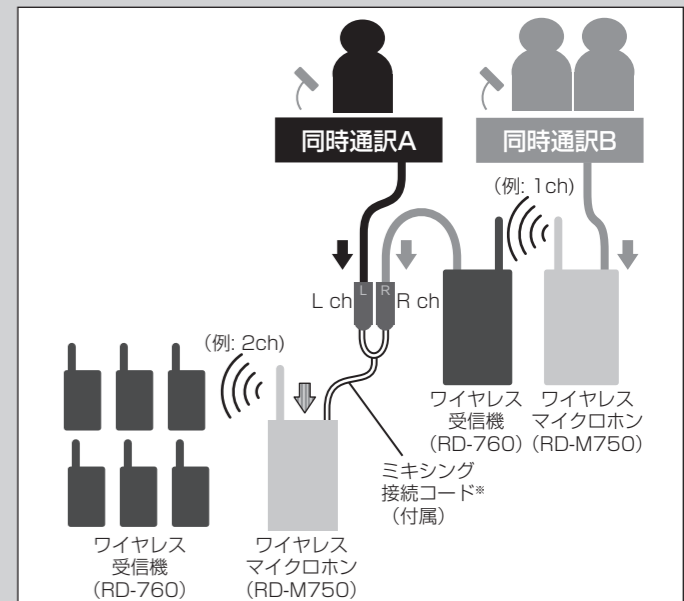 同時通訳A
同時通訳B
（例: 1ch）
L
R
L ch
R ch
（例: 2ch）
ワイヤレス
受信機
（RD-760）
ワイヤレス
マイクロホン
（RD-M750）
ミキシング
接続コード※
（付属）
ワイヤレス
受信機
（RD-760）
ワイヤレス
マイクロホン
（RD-M750）